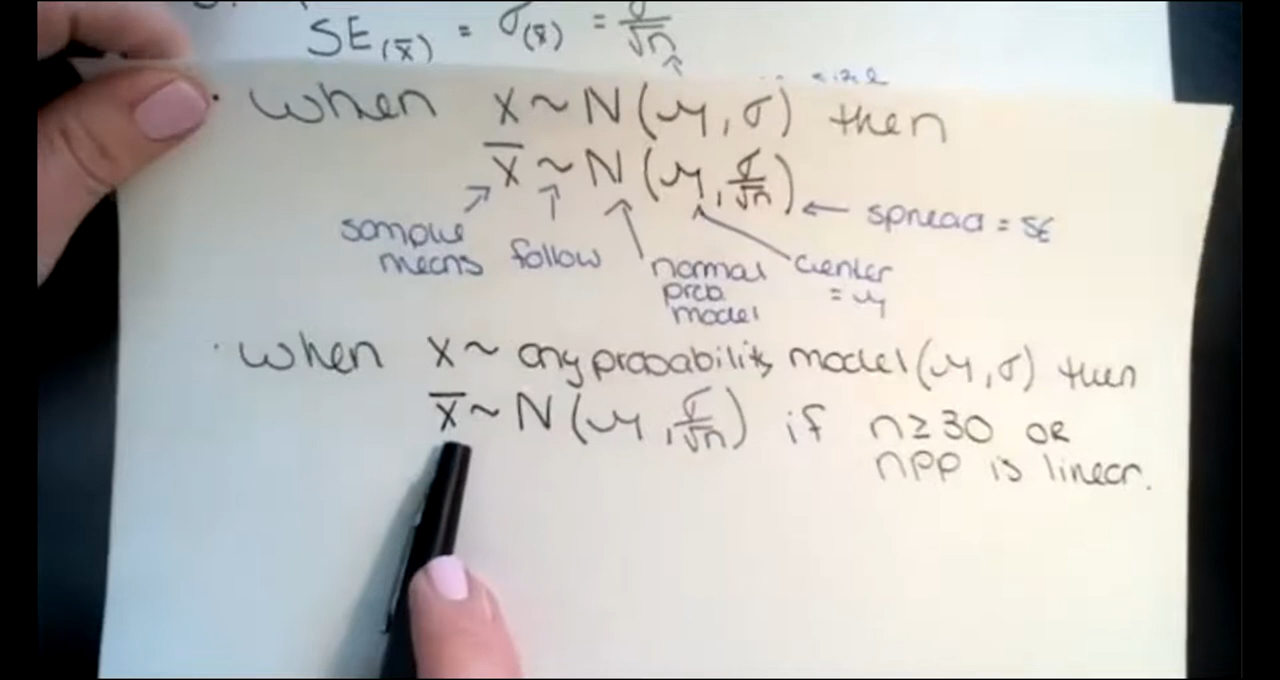 SE(x̄) = σ(x̄) = σ/√n
size
· When X ~ N(μ, σ) then
X̄ ~ N(μ, σ/√n)
spread = SE
sample means
follow
normal prob. model
center = μ
· When X ~ any probability model (μ, σ) then
X̄ ~ N(μ, σ/√n) if n ≥ 30 OR
npp is linear.